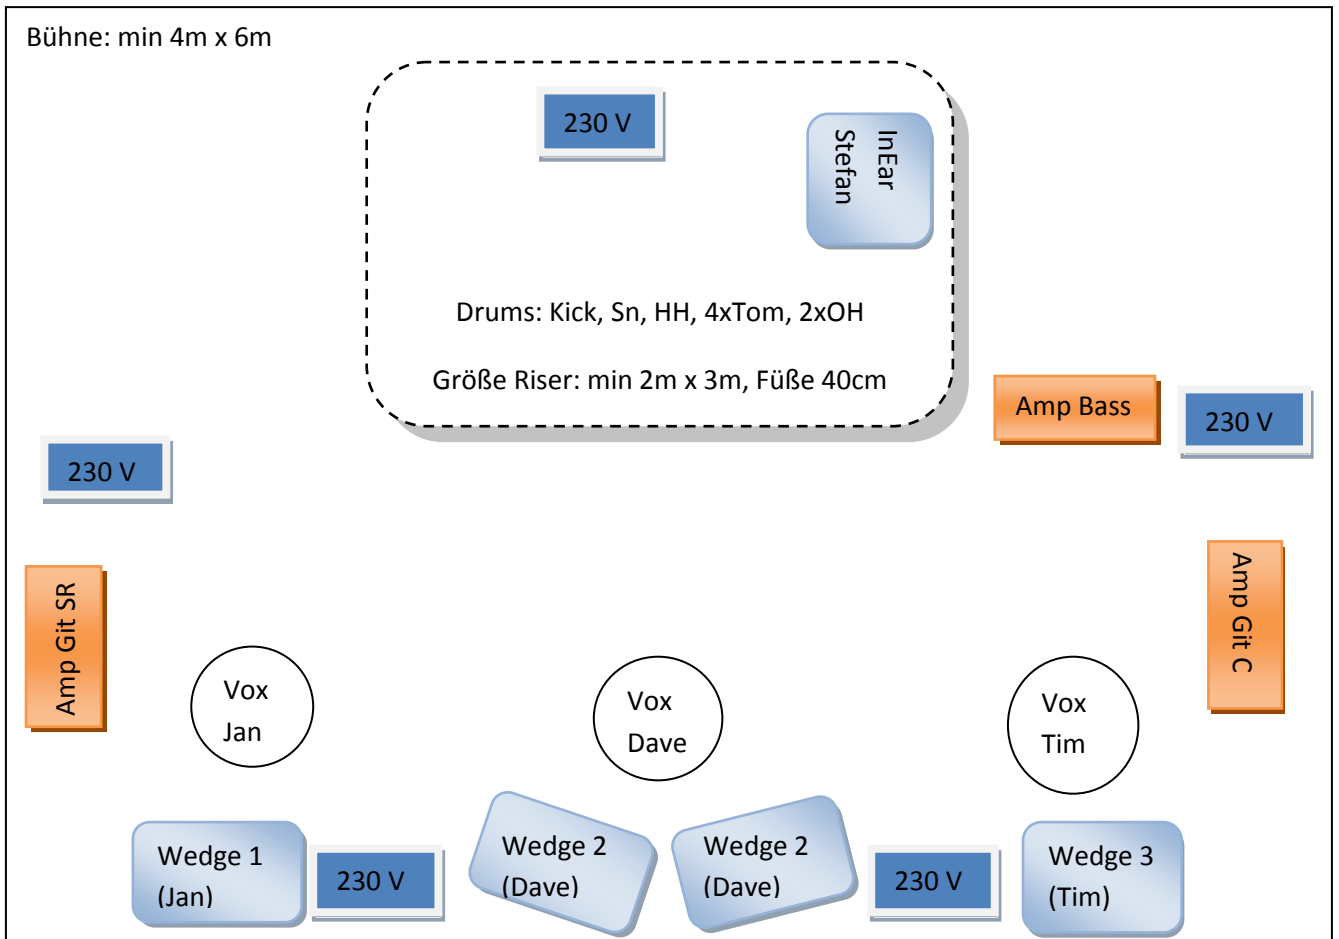 Bühne: min 4m x 6m
230 V
InEar
Stefan
Drums: Kick, Sn, HH, 4xTom, 2xOH
Größe Riser: min 2m x 3m, Füße 40cm
Amp Bass
230 V
230 V
Amp Git SR
Amp Git C
Vox
Jan
Vox
Dave
Vox
Tim
Wedge 1
(Jan)
230 V
Wedge 2
(Dave)
Wedge 2
(Dave)
230 V
Wedge 3
(Tim)